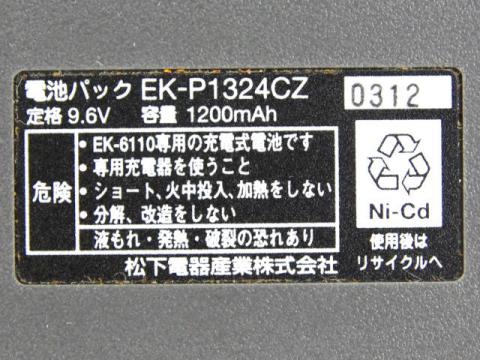 電池パック EK-P1324CZ 0312
定格 9.6V 容量 1200mAh
危険
・EK-6110専用の充電式電池です
・専用充電器を使うこと
・ショート、火中投入、加熱をしない
・分解、改造をしない
液もれ・発熱・破裂の恐れあり
松下電器産業株式会社
Ni-Cd
使用後は
リサイクルへ